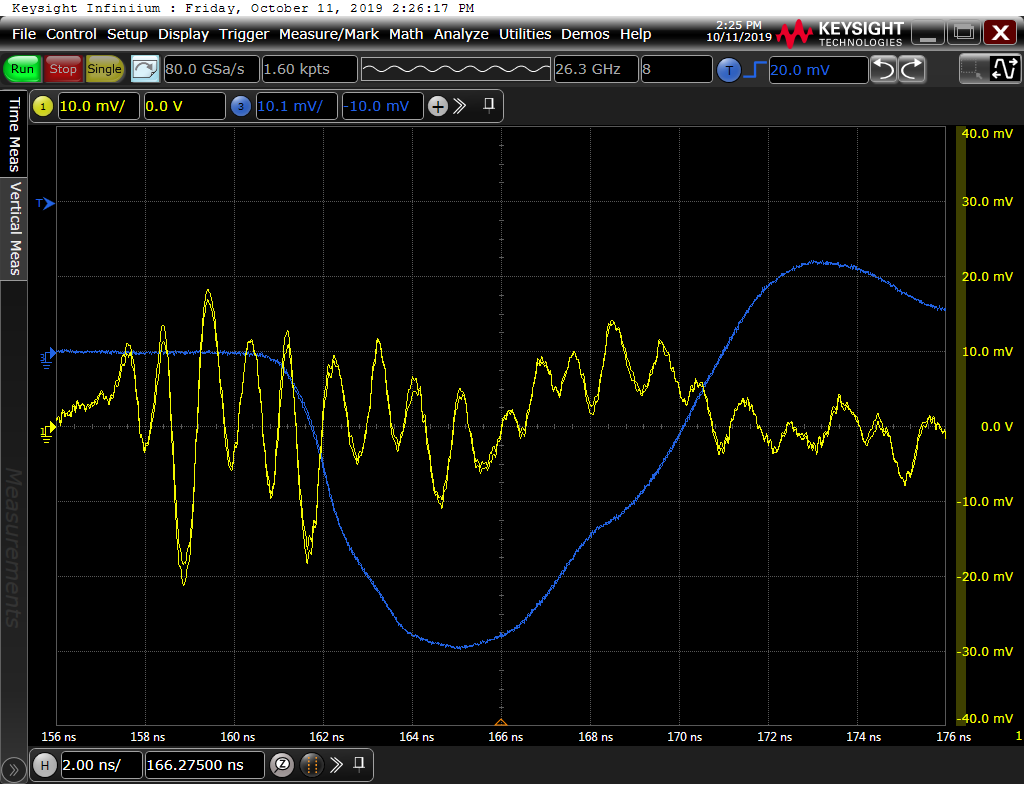 Keysight Infiniium : Friday, October 11, 2019 2:26:17 PM
File Control Setup Display Trigger Measure/Mark Math Analyze Utilities Demos Help
2:25 PM
10/11/2019
KEYSIGHT
TECHNOLOGIES
X
Run Stop Single 80.0 GSa/s 1.60 kpts 26.3 GHz 8 T 20.0 mV
1 10.0 mV/ 0.0 V 3 10.1 mV/ -10.0 mV +
Time Meas
Vertical Meas
Measurements
T
3
1
40.0 mV
30.0 mV
20.0 mV
10.0 mV
0.0 V
-10.0 mV
-20.0 mV
-30.0 mV
-40.0 mV
156 ns 158 ns 160 ns 162 ns 164 ns 166 ns 168 ns 170 ns 172 ns 174 ns 176 ns 1
H 2.00 ns/ 166.27500 ns Z